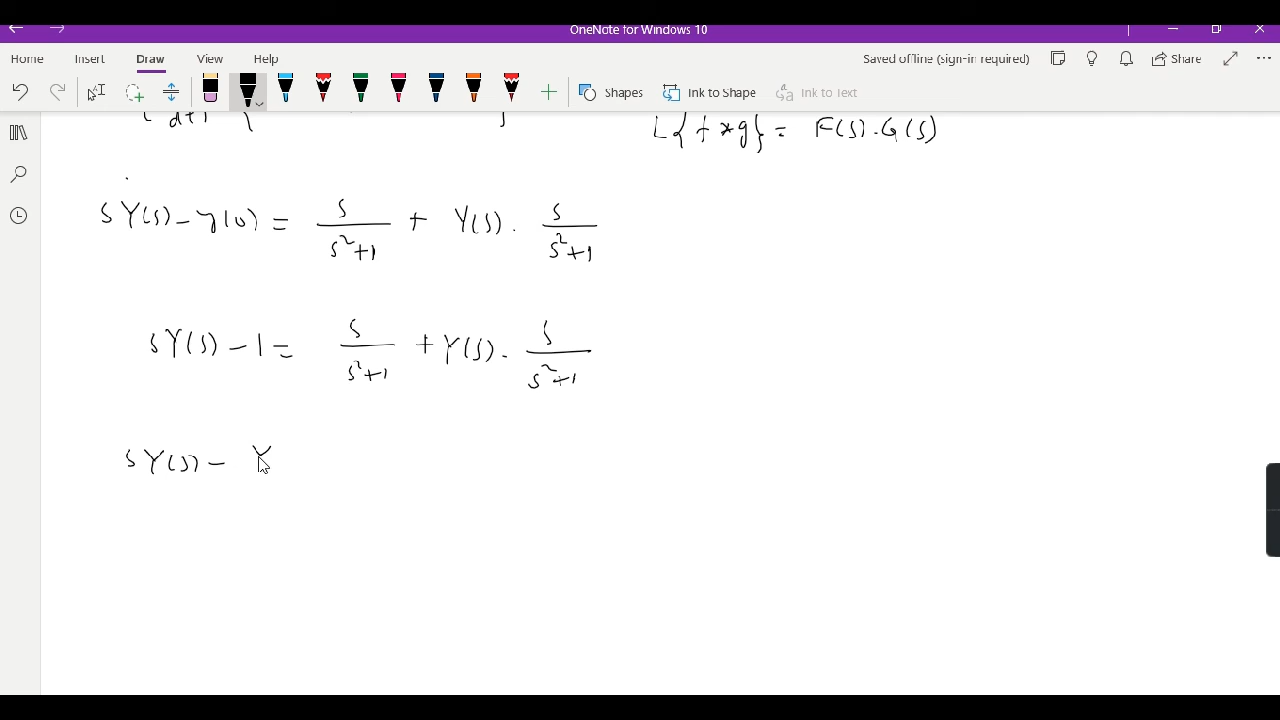 OneNote for Windows 10
Home Insert Draw View Help Saved offline (sign-in required) Share
Shapes Ink to Shape Ink to Text
L{f*g} = F(s).G(s)
sY(s) - y(0) = s/(s²+1) + Y(s) . s/(s²+1)
sY(s) - 1 = s/(s²+1) + Y(s) . s/(s²+1)
sY(s) - Y